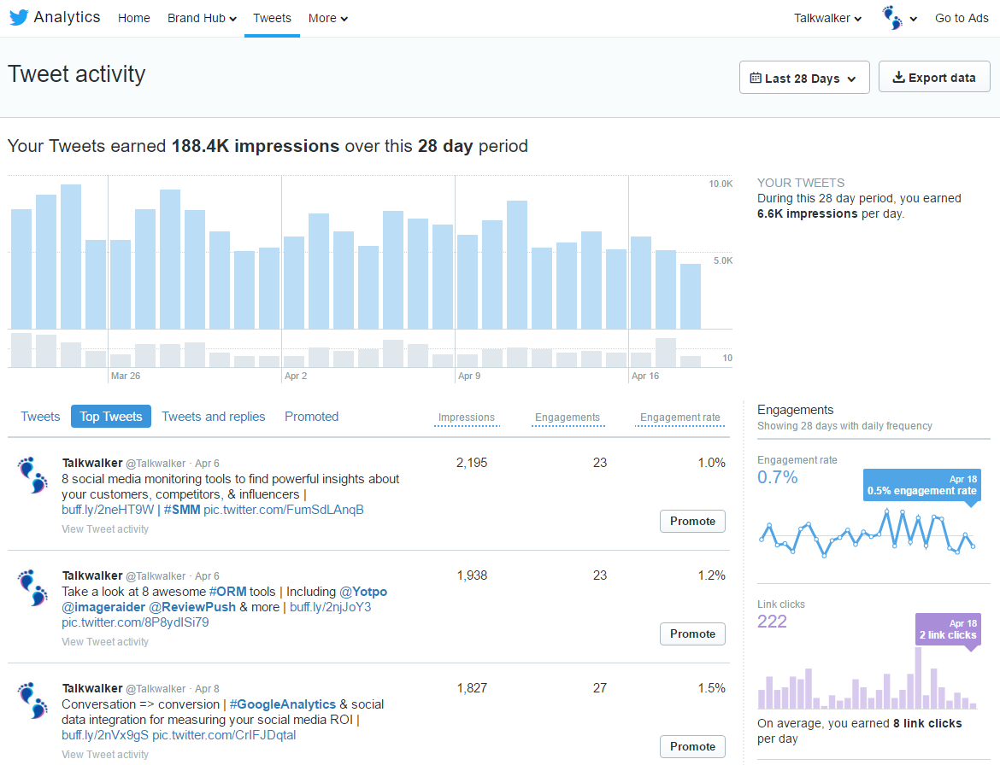 Analytics Home Brand Hub Tweets More Talkwalker Go to Ads
Tweet activity
Last 28 Days Export data
Your Tweets earned 188.4K impressions over this 28 day period
10.0K
5.0K
10
Mar 26 Apr 2 Apr 9 Apr 16
YOUR TWEETS
During this 28 day period, you earned
6.6K impressions per day.
Tweets Top Tweets Tweets and replies Promoted Impressions Engagements Engagement rate
Talkwalker @Talkwalker · Apr 6 2,195 23 1.0%
8 social media monitoring tools to find powerful insights about
your customers, competitors, & influencers |
buff.ly/2neHT9W | #SMM pic.twitter.com/FumSdLAnqB
View Tweet activity
Promote
Talkwalker @Talkwalker · Apr 6 1,938 23 1.2%
Take a look at 8 awesome #ORM tools | Including @Yotpo
@imageraider @ReviewPush & more | buff.ly/2njJoY3
pic.twitter.com/8P8ydISi79
View Tweet activity
Promote
Talkwalker @Talkwalker · Apr 8 1,827 27 1.5%
Conversation => conversion | #GoogleAnalytics & social
data integration for measuring your social media ROI |
buff.ly/2nVx9gS pic.twitter.com/CrIFJDqtal
View Tweet activity
Promote
Engagements
Showing 28 days with daily frequency
Engagement rate
0.7%
Apr 18
0.5% engagement rate
Link clicks
222
Apr 18
2 link clicks
On average, you earned 8 link clicks
per day